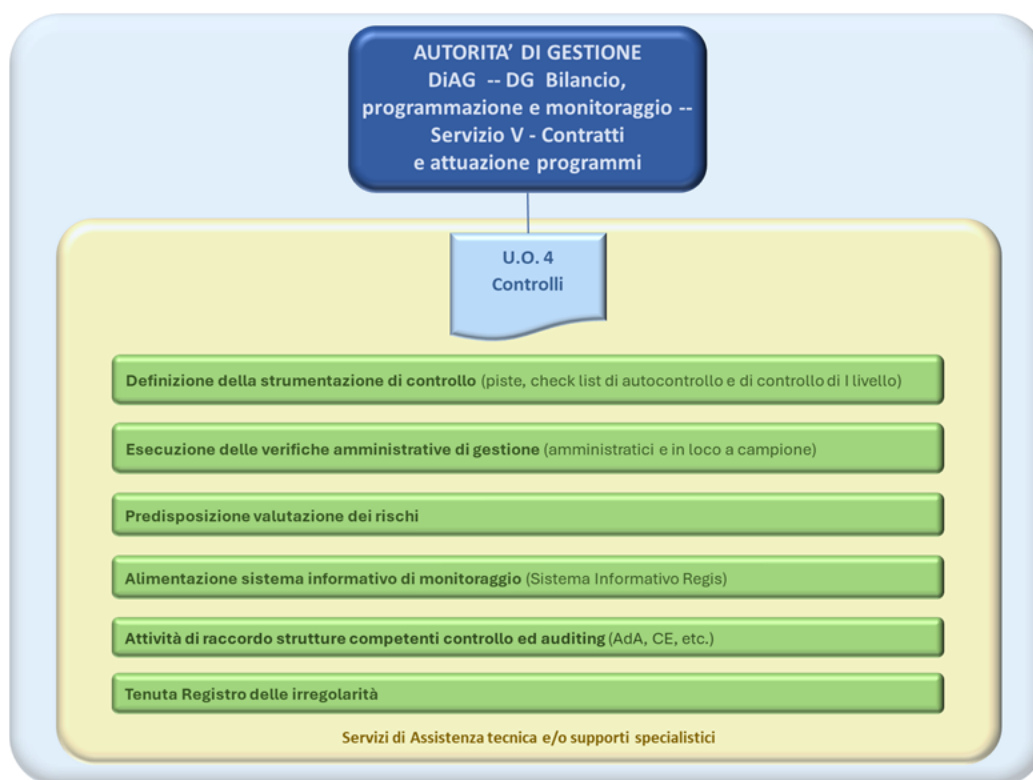 AUTORITA’ DI GESTIONE
DiAG -- DG Bilancio,
programmazione e monitoraggio --
Servizio V - Contratti
e attuazione programmi
U.O. 4
Controlli
Definizione della strumentazione di controllo (piste, check list di autocontrollo e di controllo di I livello)
Esecuzione delle verifiche amministrative di gestione (amministratici e in loco a campione)
Predisposizione valutazione dei rischi
Alimentazione sistema informativo di monitoraggio (Sistema Informativo Regis)
Attività di raccordo strutture competenti controllo ed auditing (AdA, CE, etc.)
Tenuta Registro delle irregolarità
Servizi di Assistenza tecnica e/o supporti specialistici